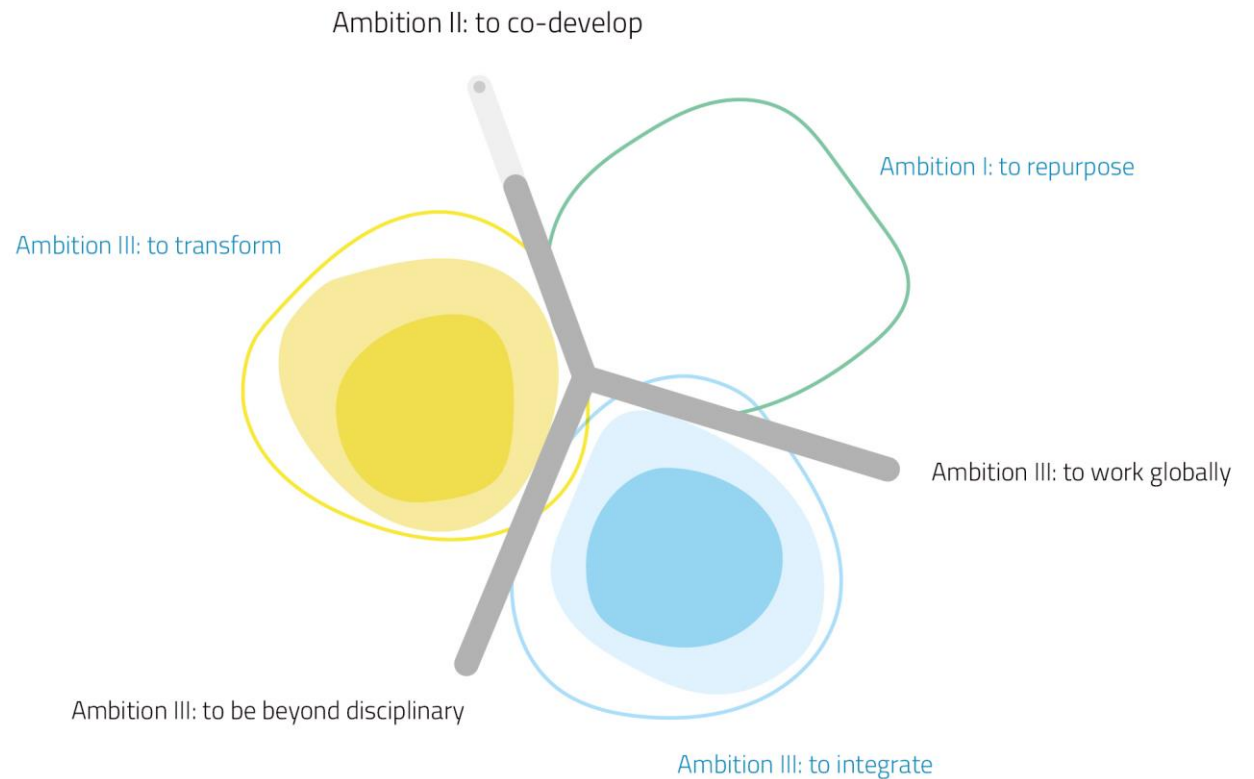 Ambition II: to co-develop
Ambition I: to repurpose
Ambition III: to transform
Ambition III: to work globally
Ambition III: to be beyond disciplinary
Ambition III: to integrate